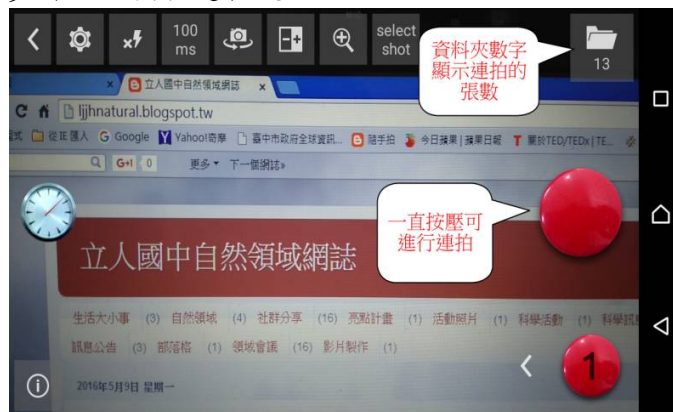 100
ms
select
shot
13
資料夾數字
顯示連拍的
張數
立人國中自然領域網誌
ljjhnatural.blogspot.tw
從IE匯入 Google Yahoo!奇摩 嘉中市政府全球資訊... 隨手拍 今日蘋果|蘋果日報 關於TED/TEDx|TE...
G+1 0 更多 下一個網誌»
一直按壓可
進行連拍
立人國中自然領域網誌
生活大小事 (3) 自然領域 (4) 社群分享 (16) 亮點計畫 (1) 活動照片 (1) 科學活動 (1) 科學訊息
訊息公告 (3) 部落格 (1) 領域會議 (16) 影片製作 (1)
1
2016年5月9日 星期一